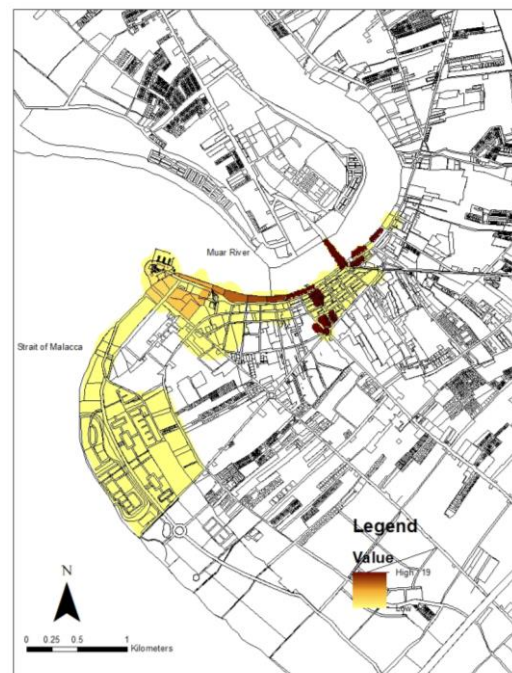 Muar River
Strait of Malacca
Legend
Value
High : 19
Low
N
0 0.25 0.5 1
Kilometers